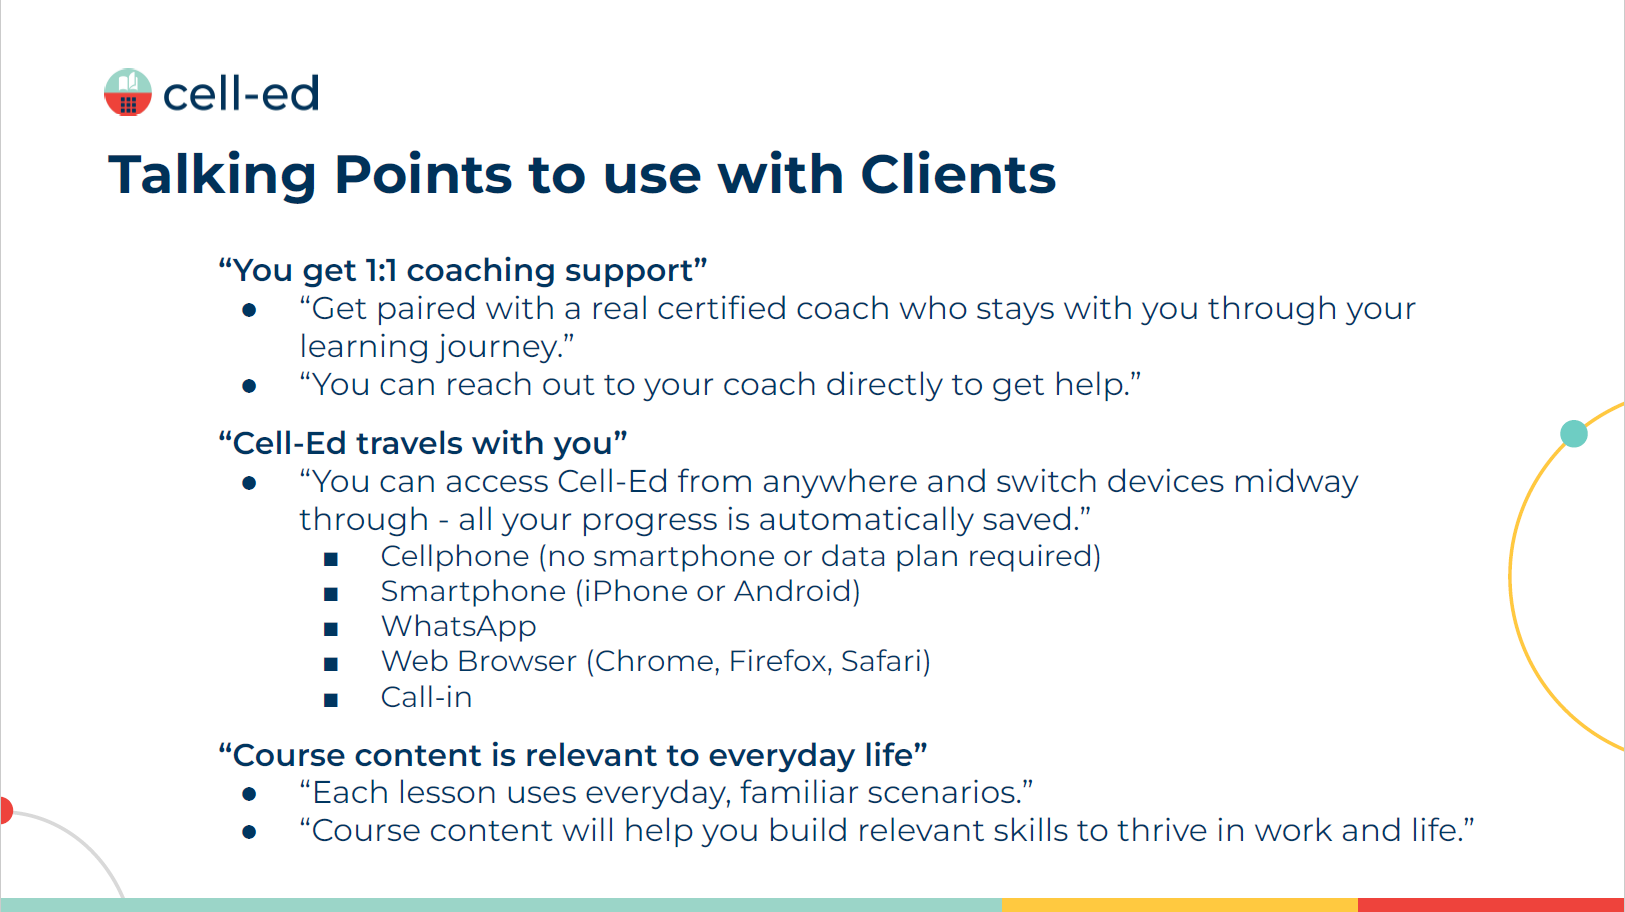 cell-ed
Talking Points to use with Clients
“You get 1:1 coaching support”
● “Get paired with a real certified coach who stays with you through your
learning journey.”
● “You can reach out to your coach directly to get help.”
“Cell-Ed travels with you”
● “You can access Cell-Ed from anywhere and switch devices midway
through - all your progress is automatically saved.”
■ Cellphone (no smartphone or data plan required)
■ Smartphone (iPhone or Android)
■ WhatsApp
■ Web Browser (Chrome, Firefox, Safari)
■ Call-in
“Course content is relevant to everyday life”
● “Each lesson uses everyday, familiar scenarios.”
● “Course content will help you build relevant skills to thrive in work and life.”